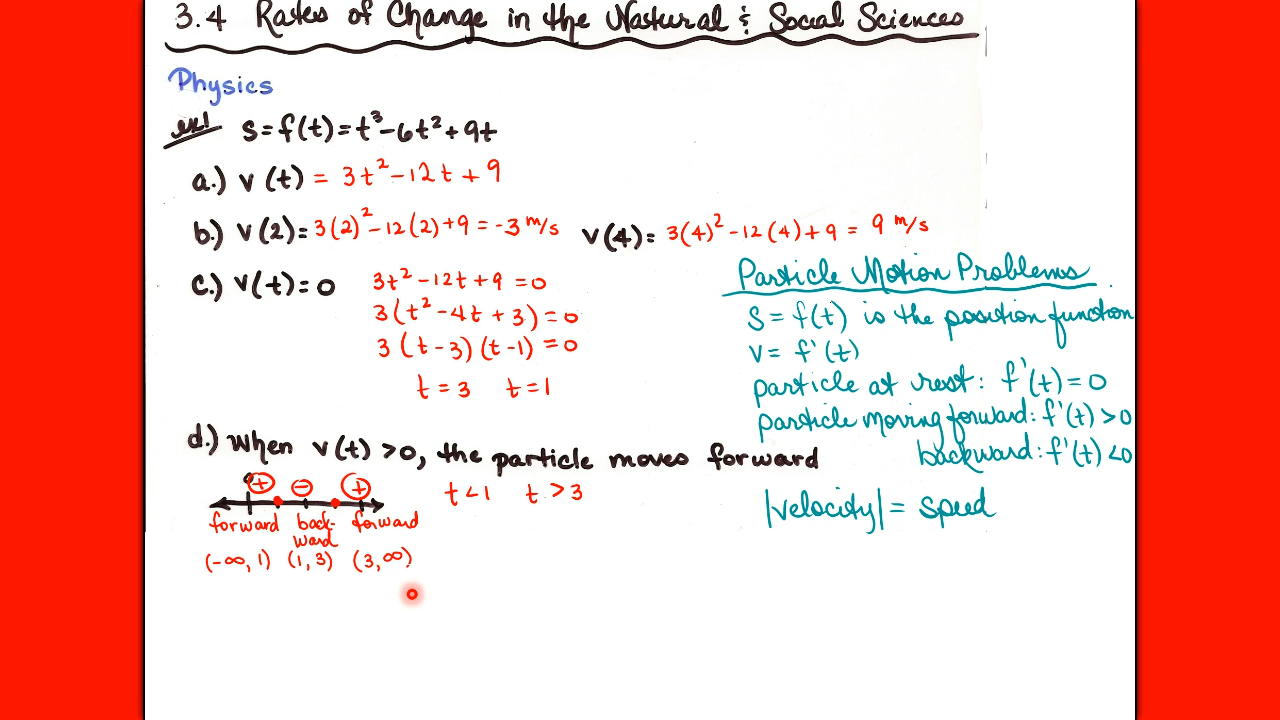 3.4 Rates of Change in the Natural & Social Sciences
Physics
ex1 s=f(t)=t³-6t²+9t
a.) v(t) = 3t²-12t+9
b.) v(2)=3(2)²-12(2)+9=-3 m/s v(4)=3(4)²-12(4)+9= 9 m/s
c.) v(t)=0 3t²-12t+9=0
3(t²-4t+3)=0
3(t-3)(t-1)=0
t=3 t=1
d.) When v(t)>0, the particle moves forward
t<1 t>3
+ - +
forward back-ward forward
(-∞,1) (1,3) (3,∞)
Particle Motion Problems
s=f(t) is the position function
v=f'(t)
particle at rest: f'(t)=0
particle moving forward: f'(t)>0
backward: f'(t)<0
|velocity|= speed